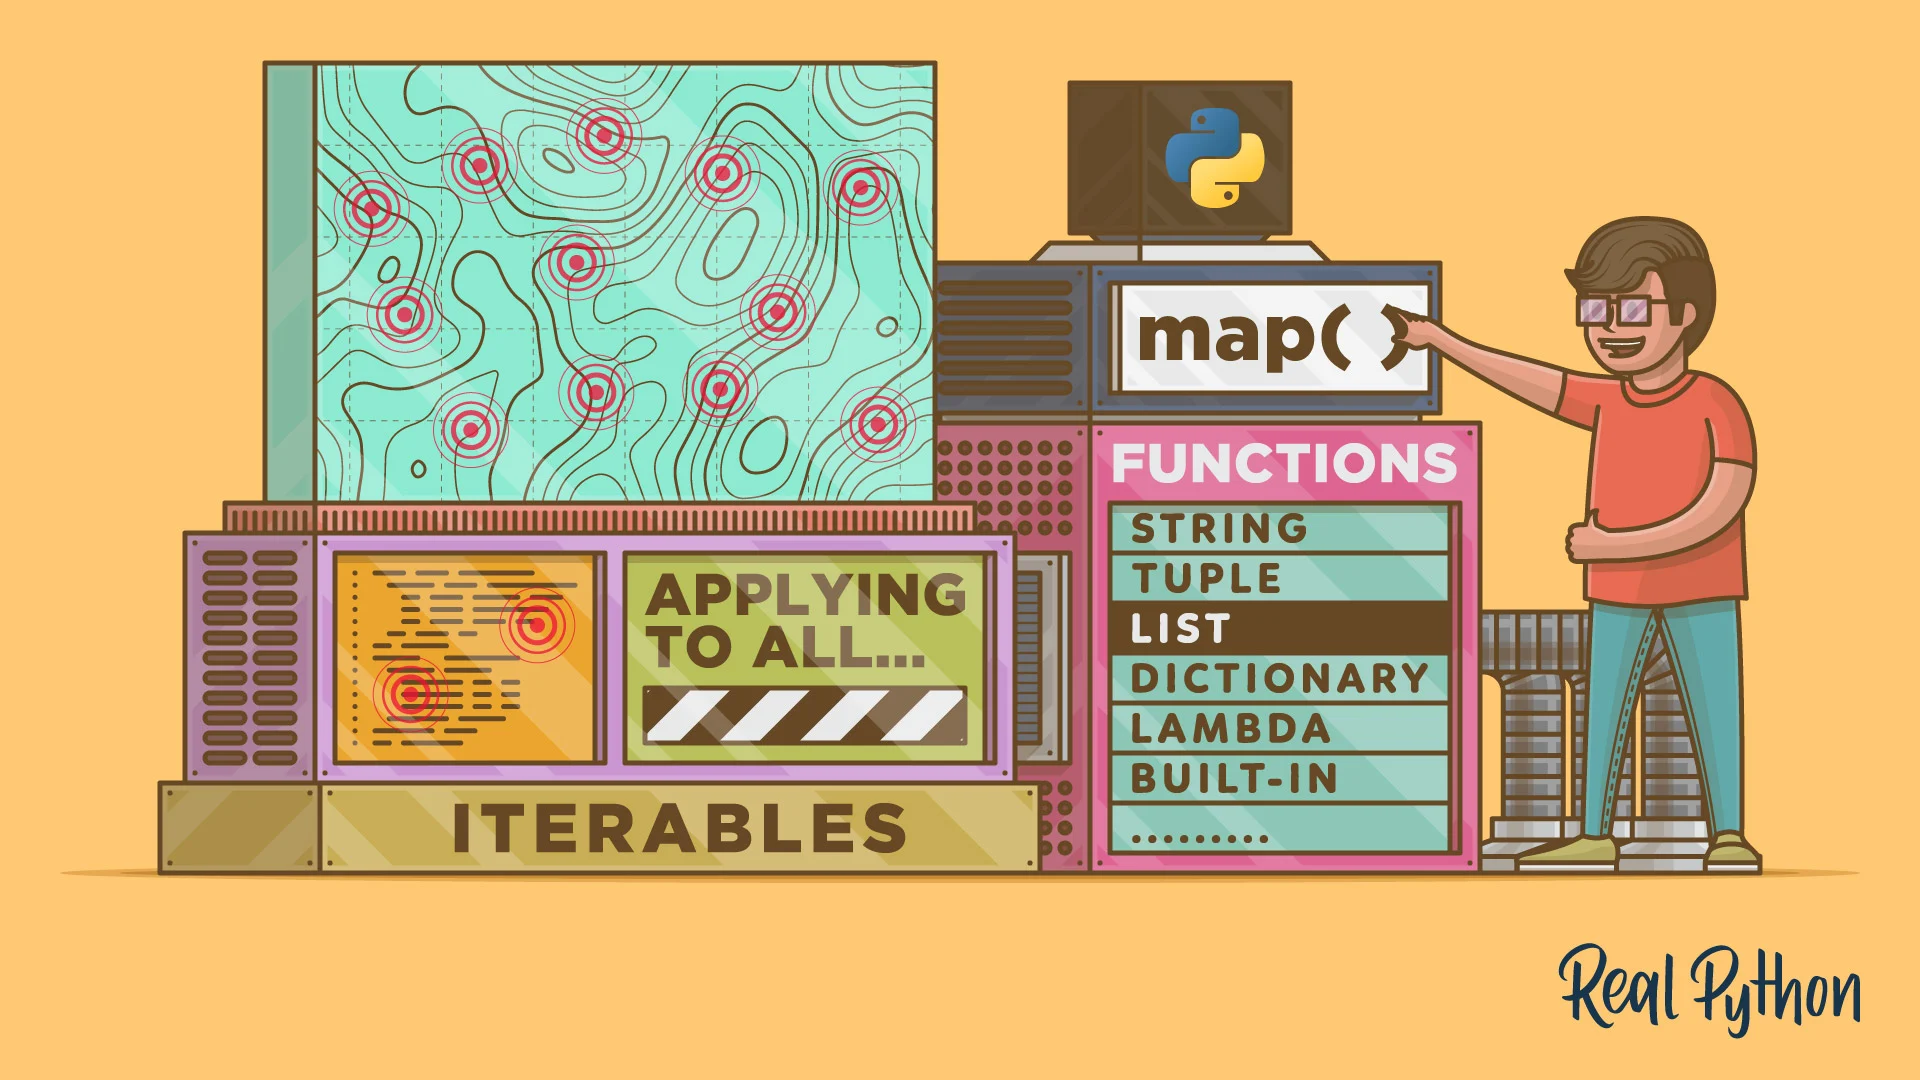 map( )
FUNCTIONS
STRING
TUPLE
LIST
DICTIONARY
LAMBDA
BUILT-IN
.........
APPLYING
TO ALL...
ITERABLES
Real Python